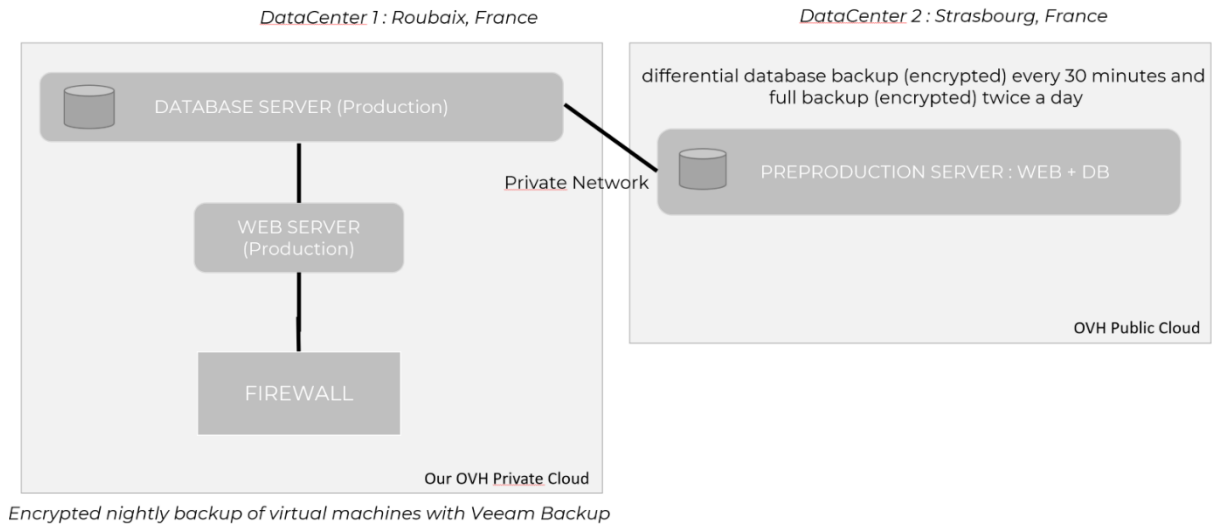 DataCenter 1 : Roubaix, France
DATABASE SERVER (Production)
Private Network
WEB SERVER
(Production)
FIREWALL
Our OVH Private Cloud
Encrypted nightly backup of virtual machines with Veeam Backup
DataCenter 2 : Strasbourg, France
differential database backup (encrypted) every 30 minutes and
full backup (encrypted) twice a day
PREPRODUCTION SERVER : WEB + DB
OVH Public Cloud